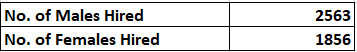 No. of Males Hired 2563
No. of Females Hired 1856